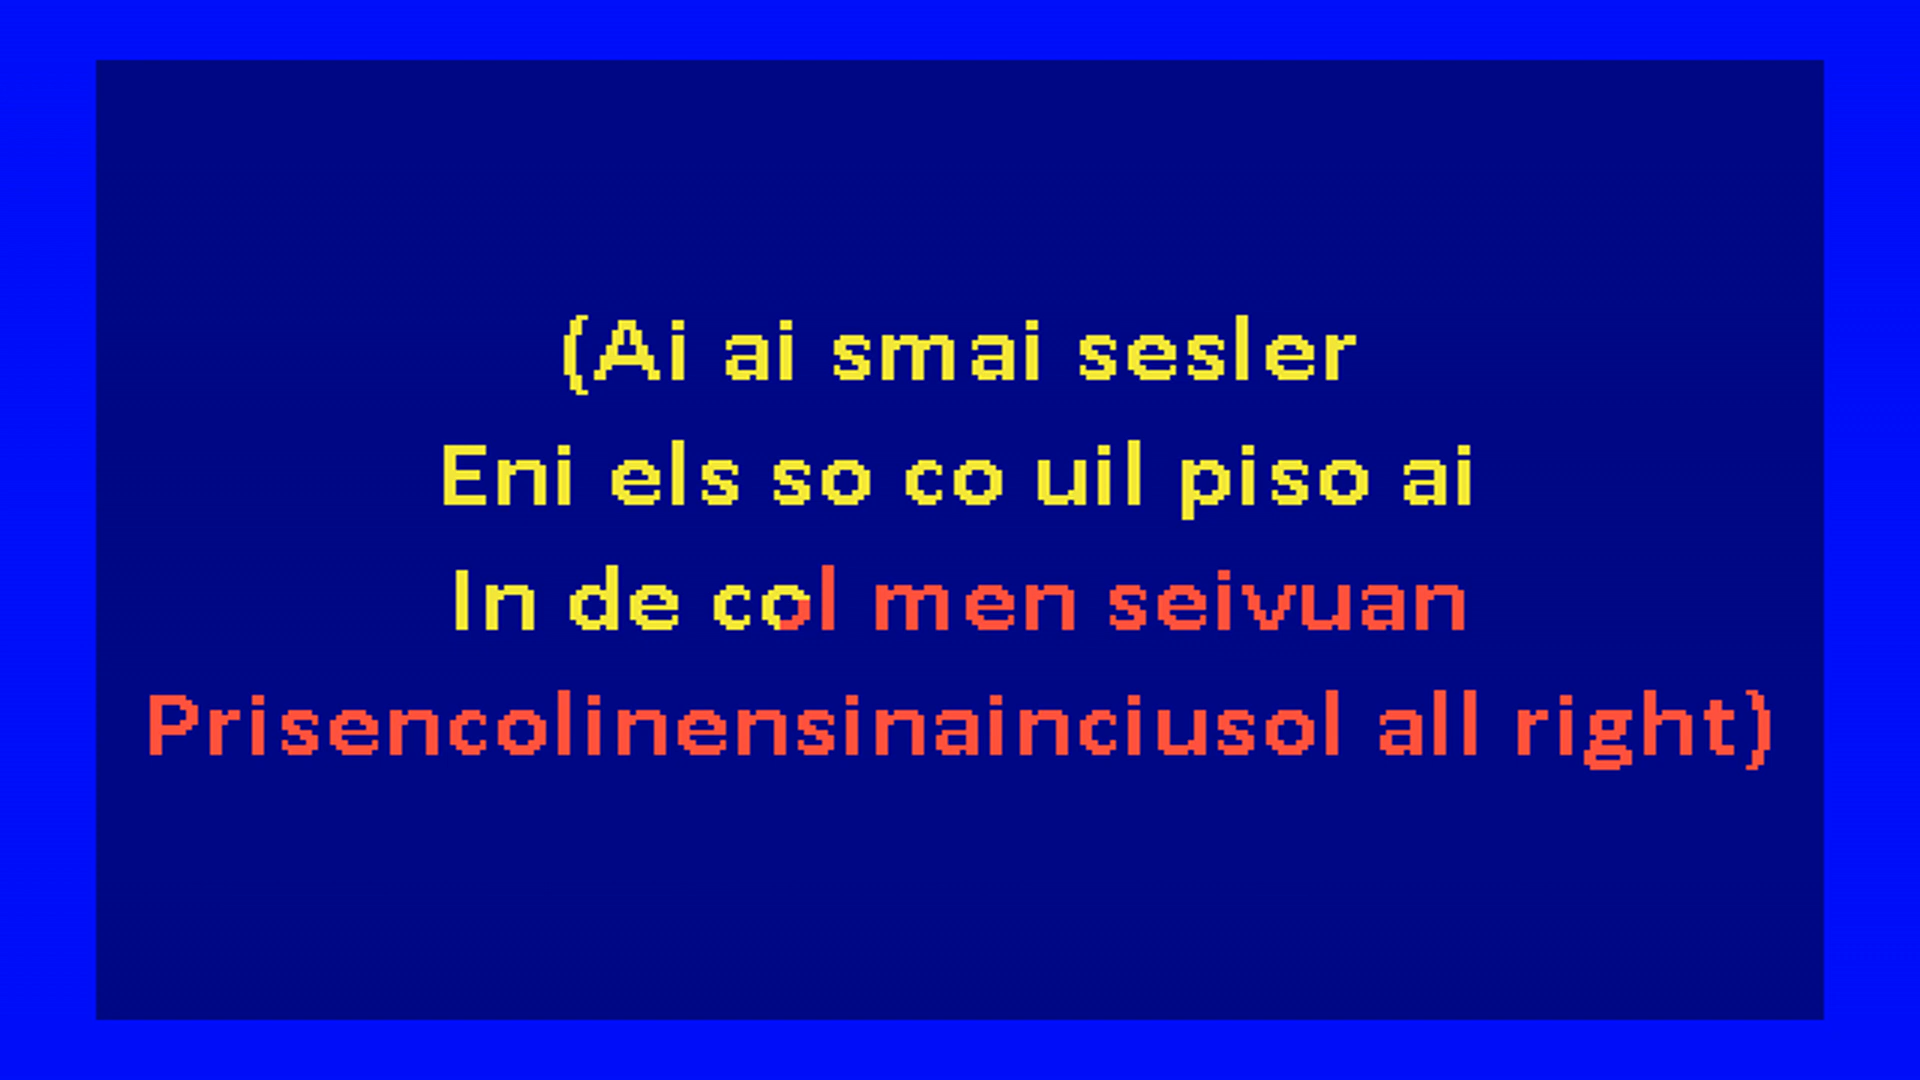 (Ai ai smai sesler
Eni els so co uil piso ai
In de col men seivuan
Prisencolinensinainciusol all right)